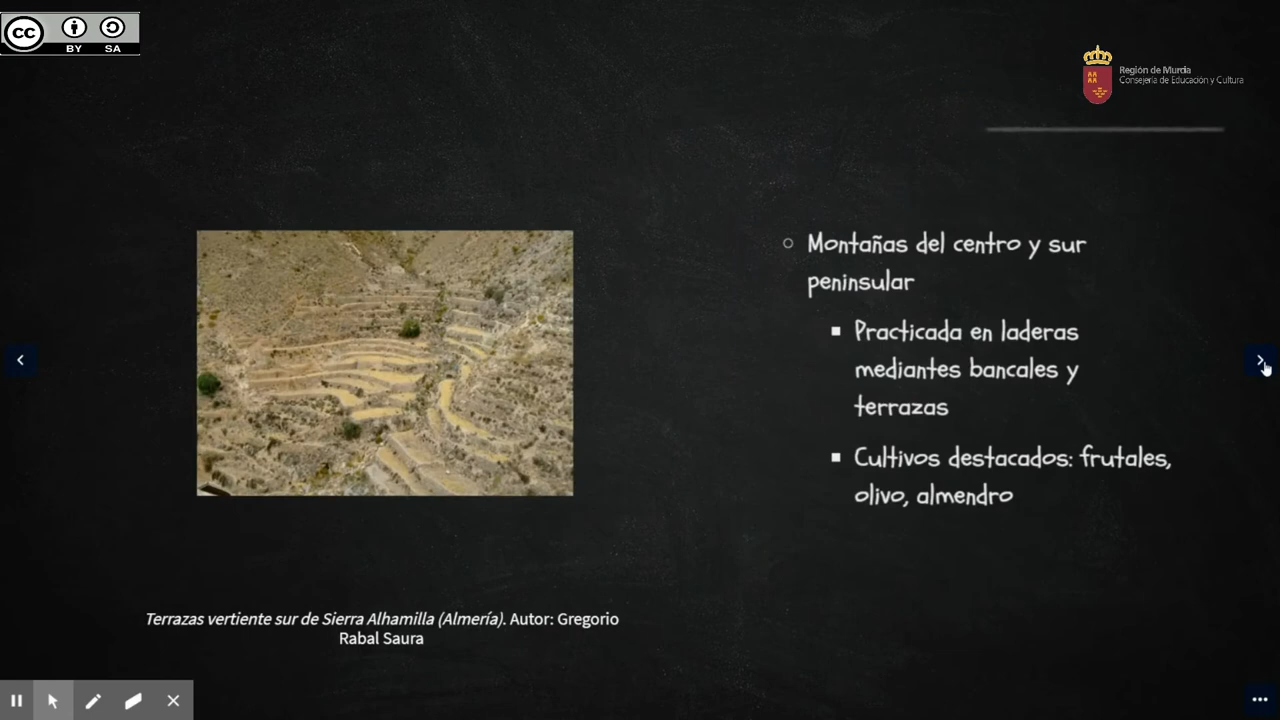 CC
BY SA
Región de Murcia
Consejería de Educación y Cultura
Montañas del centro y sur
peninsular
Practicada en laderas
mediantes bancales y
terrazas
Cultivos destacados: frutales,
olivo, almendro
Terrazas vertiente sur de Sierra Alhamilla (Almería). Autor: Gregorio
Rabal Saura